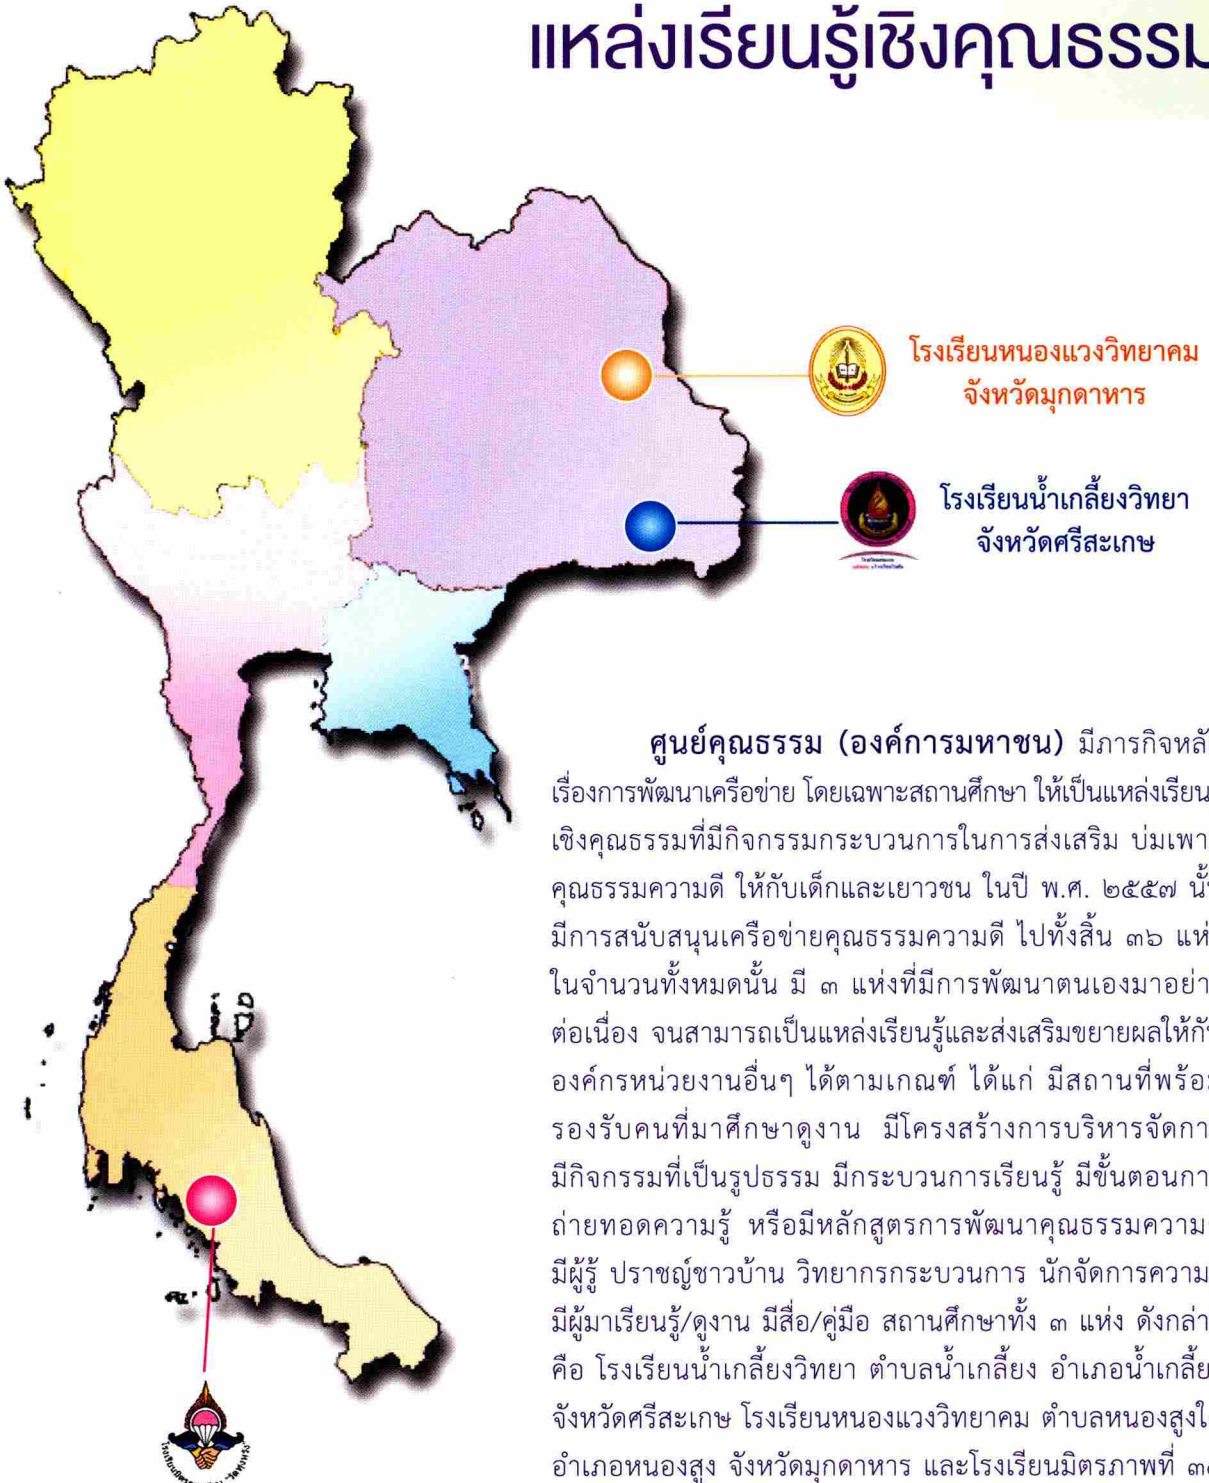 แหล่งเรียนรู้เชิงคุณธรรม
โรงเรียนหนองแวงวิทยาคม
จังหวัดมุกดาหาร
โรงเรียนน้ำเกลี้ยงวิทยา
จังหวัดศรีสะเกษ
ศูนย์คุณธรรม (องค์การมหาชน) มีภารกิจหลั
เรื่องการพัฒนาเครือข่าย โดยเฉพาะสถานศึกษา ให้เป็นแหล่งเรียน
เชิงคุณธรรมที่มีกิจกรรมกระบวนการในการส่งเสริม บ่มเพา
คุณธรรมความดี ให้กับเด็กและเยาวชน ในปี พ.ศ. ๒๕๕๗ นั้
มีการสนับสนุนเครือข่ายคุณธรรมความดี ไปทั้งสิ้น ๓๖ แห่
ในจำนวนทั้งหมดนั้น มี ๓ แห่งที่มีการพัฒนาตนเองมาอย่า
ต่อเนื่อง จนสามารถเป็นแหล่งเรียนรู้และส่งเสริมขยายผลให้กั
องค์กรหน่วยงานอื่นๆ ได้ตามเกณฑ์ ได้แก่ มีสถานที่พร้อ
รองรับคนที่มาศึกษาดูงาน มีโครงสร้างการบริหารจัดกา
มีกิจกรรมที่เป็นรูปธรรม มีกระบวนการเรียนรู้ มีขั้นตอนกา
ถ่ายทอดความรู้ หรือมีหลักสูตรการพัฒนาคุณธรรมความ
มีผู้รู้ ปราชญ์ชาวบ้าน วิทยากรกระบวนการ นักจัดการความ
มีผู้มาเรียนรู้/ดูงาน มีสื่อ/คู่มือ สถานศึกษาทั้ง ๓ แห่ง ดังกล่า
คือ โรงเรียนน้ำเกลี้ยงวิทยา ตำบลน้ำเกลี้ยง อำเภอน้ำเกลี้ย
จังหวัดศรีสะเกษ โรงเรียนหนองแวงวิทยาคม ตำบลหนองสูงใ
อำเภอหนองสูง จังหวัดมุกดาหาร และโรงเรียนมิตรภาพที่